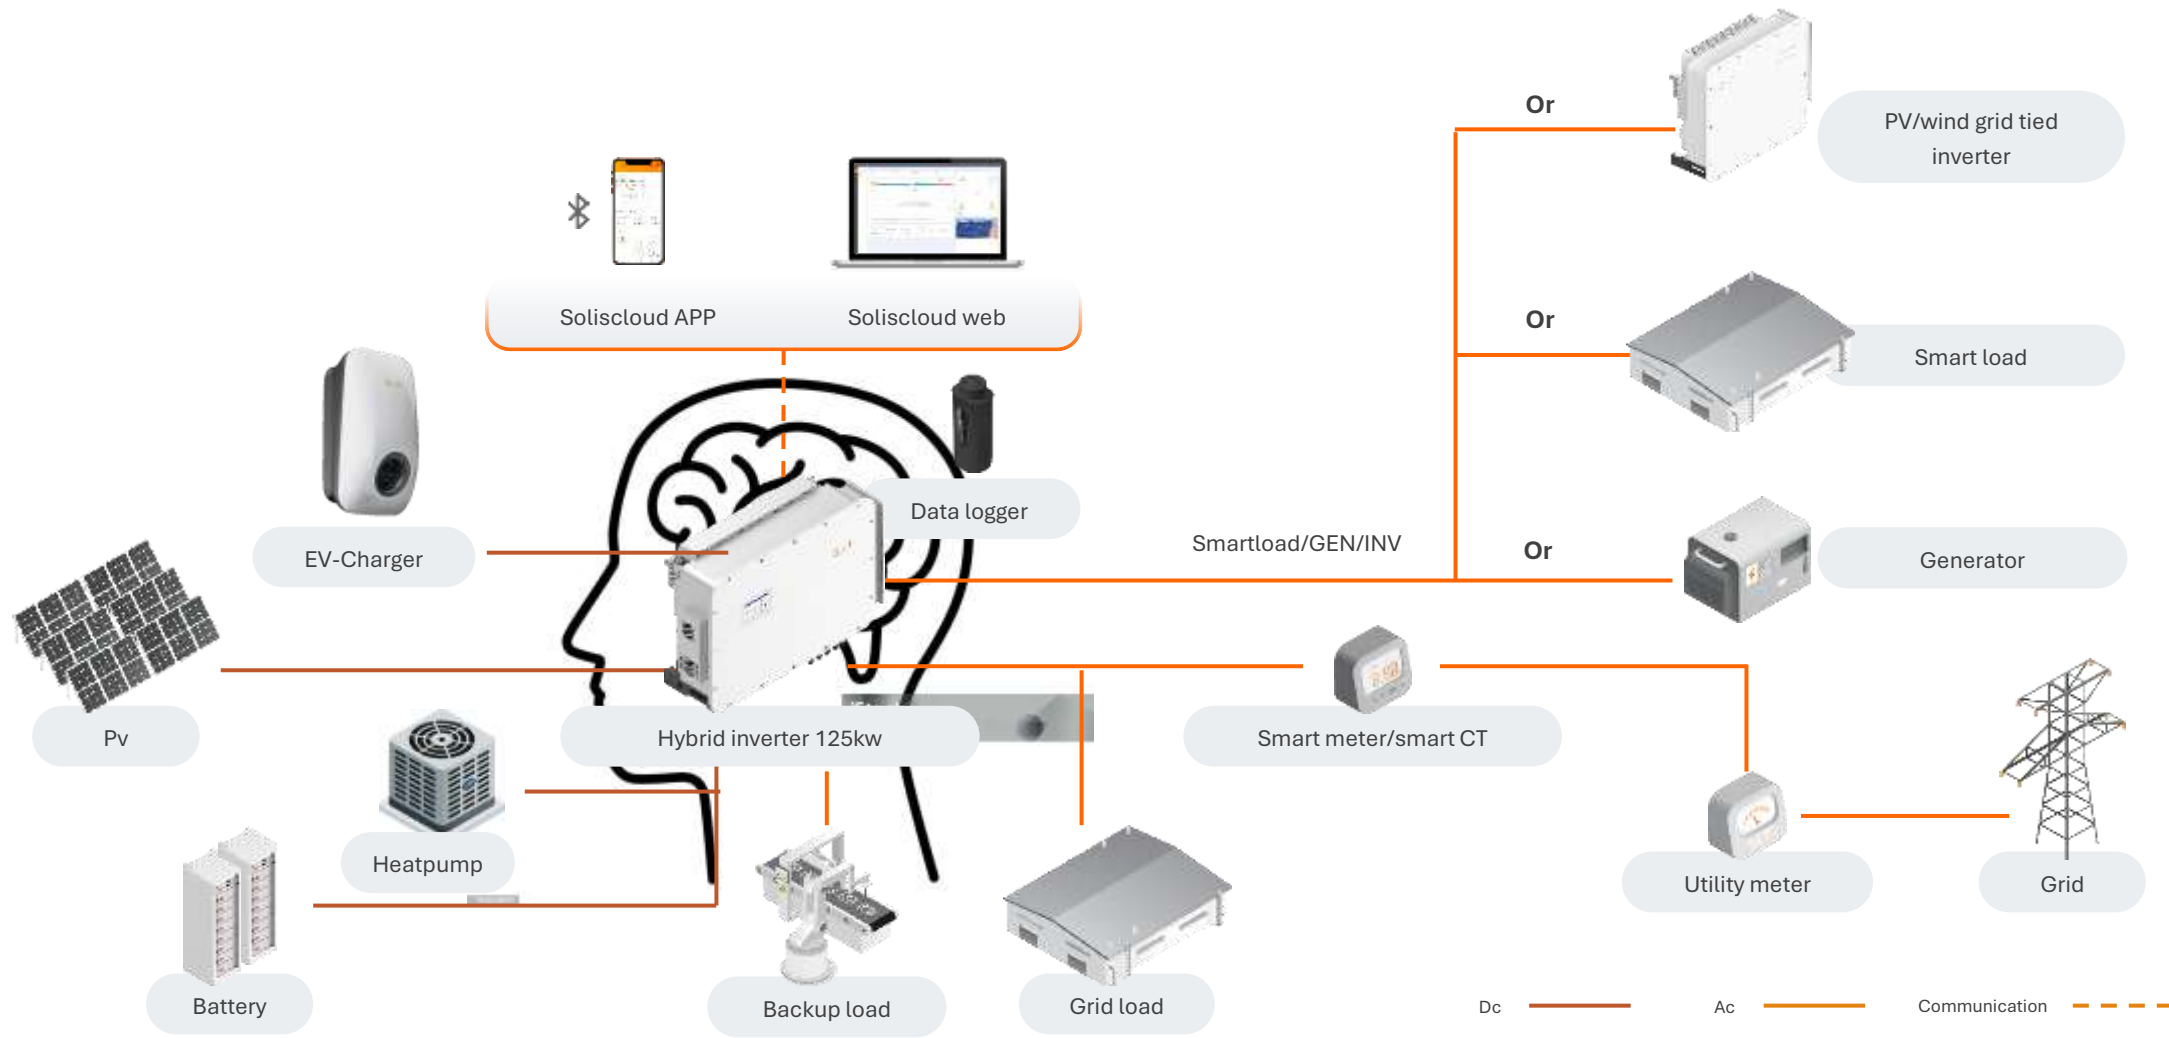 Or
PV/wind grid tied
inverter
Soliscloud APP
Soliscloud web
Or
Smart load
Data logger
EV-Charger
Smartload/GEN/INV
Or
Generator
Pv
Hybrid inverter 125kw
Smart meter/smart CT
Heatpump
Utility meter
Grid
Battery
Backup load
Grid load
Dc
Ac
Communication